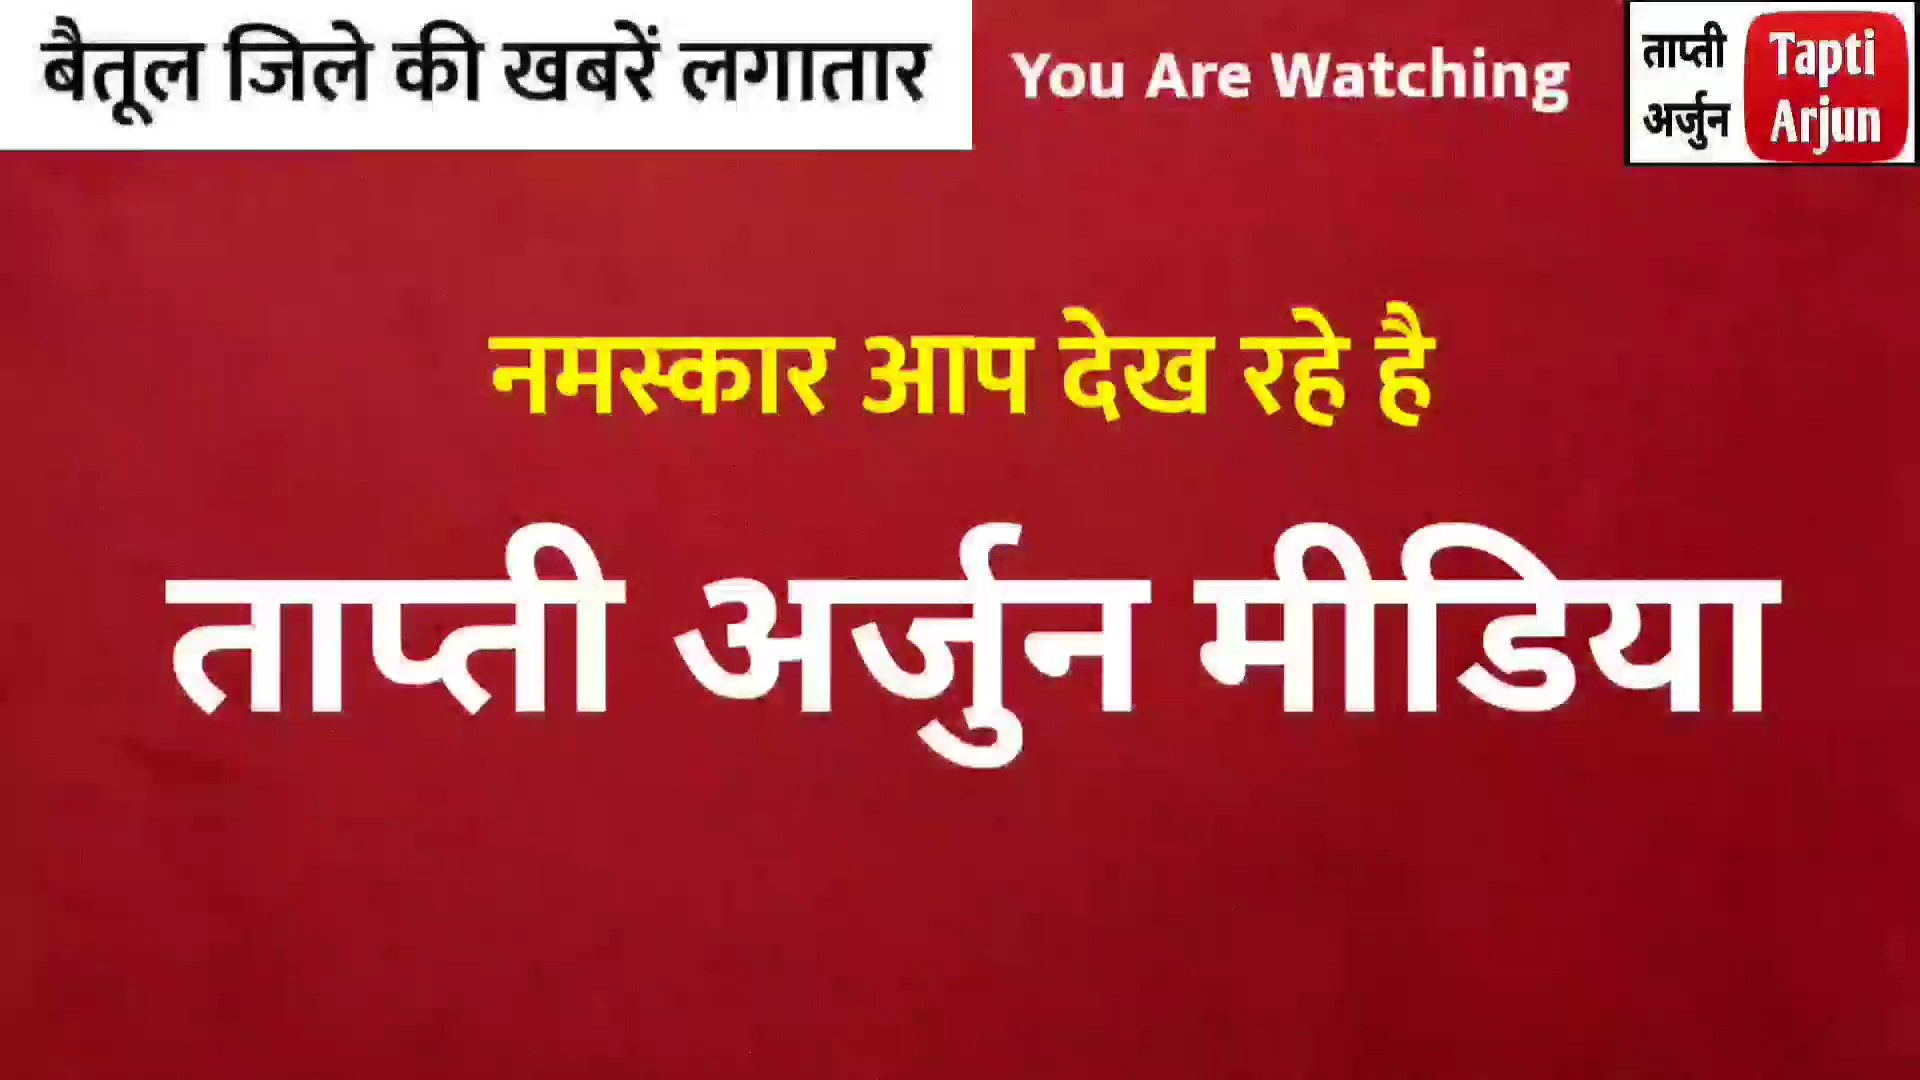 बैतूल जिले की खबरें लगातार
You Are Watching
ताप्ती
अर्जुन
Tapti
Arjun
नमस्कार आप देख रहे है
ताप्ती अर्जुन मीडिया